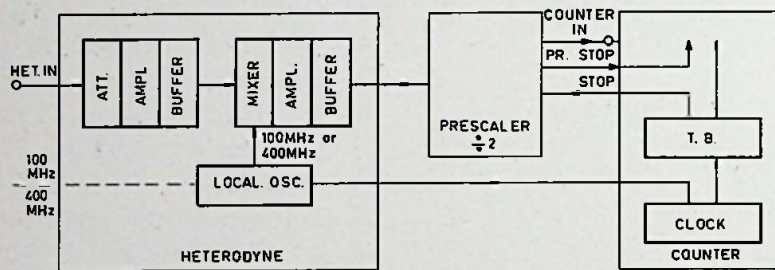 HET. IN
ATT.
AMPL
BUFFER
MIXER
AMPL.
BUFFER
100MHz or
400MHz
100
MHz
400
MHz
LOCAL. OSC.
HETERODYNE
PRESCALER
÷2
COUNTER
IN
PR. STOP
STOP
T. B.
CLOCK
COUNTER